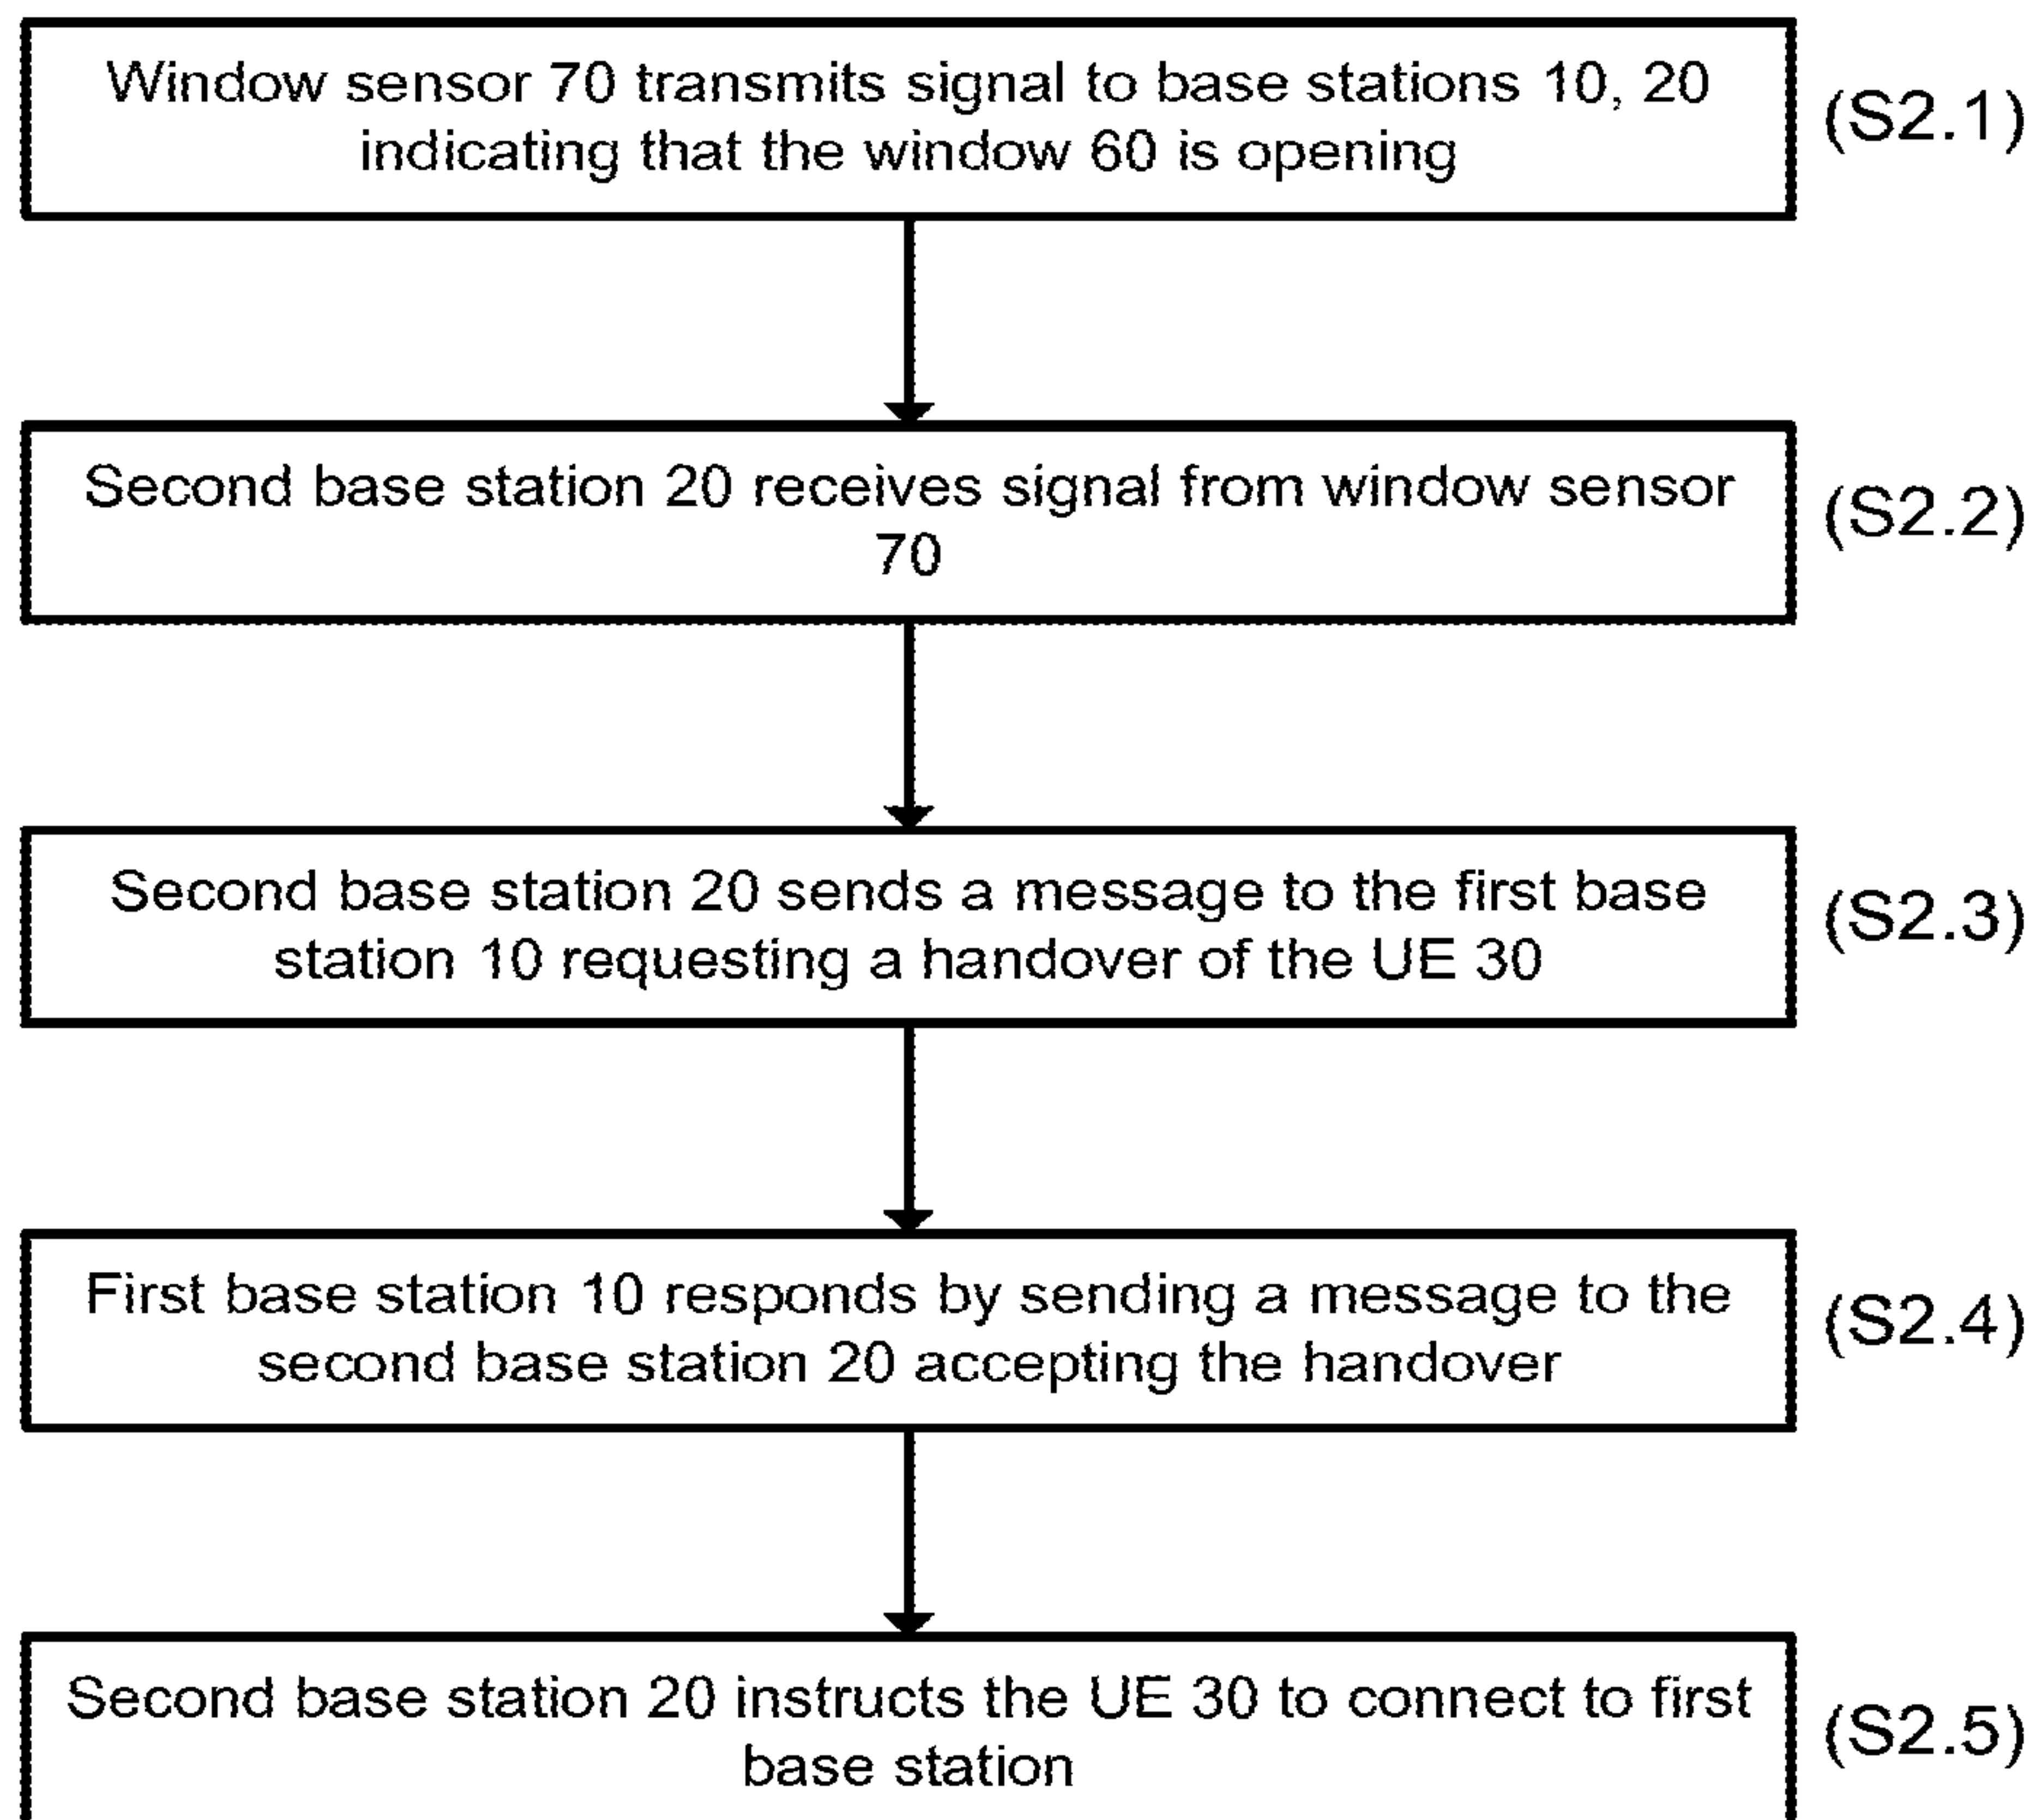 Window sensor 70 transmits signal to base stations 10, 20
indicating that the window 60 is opening
(S2.1)
Second base station 20 receives signal from window sensor
70
(S2.2)
Second base station 20 sends a message to the first base
station 10 requesting a handover of the UE 30
(S2.3)
First base station 10 responds by sending a message to the
second base station 20 accepting the handover
(S2.4)
Second base station 20 instructs the UE 30 to connect to first
base station
(S2.5)